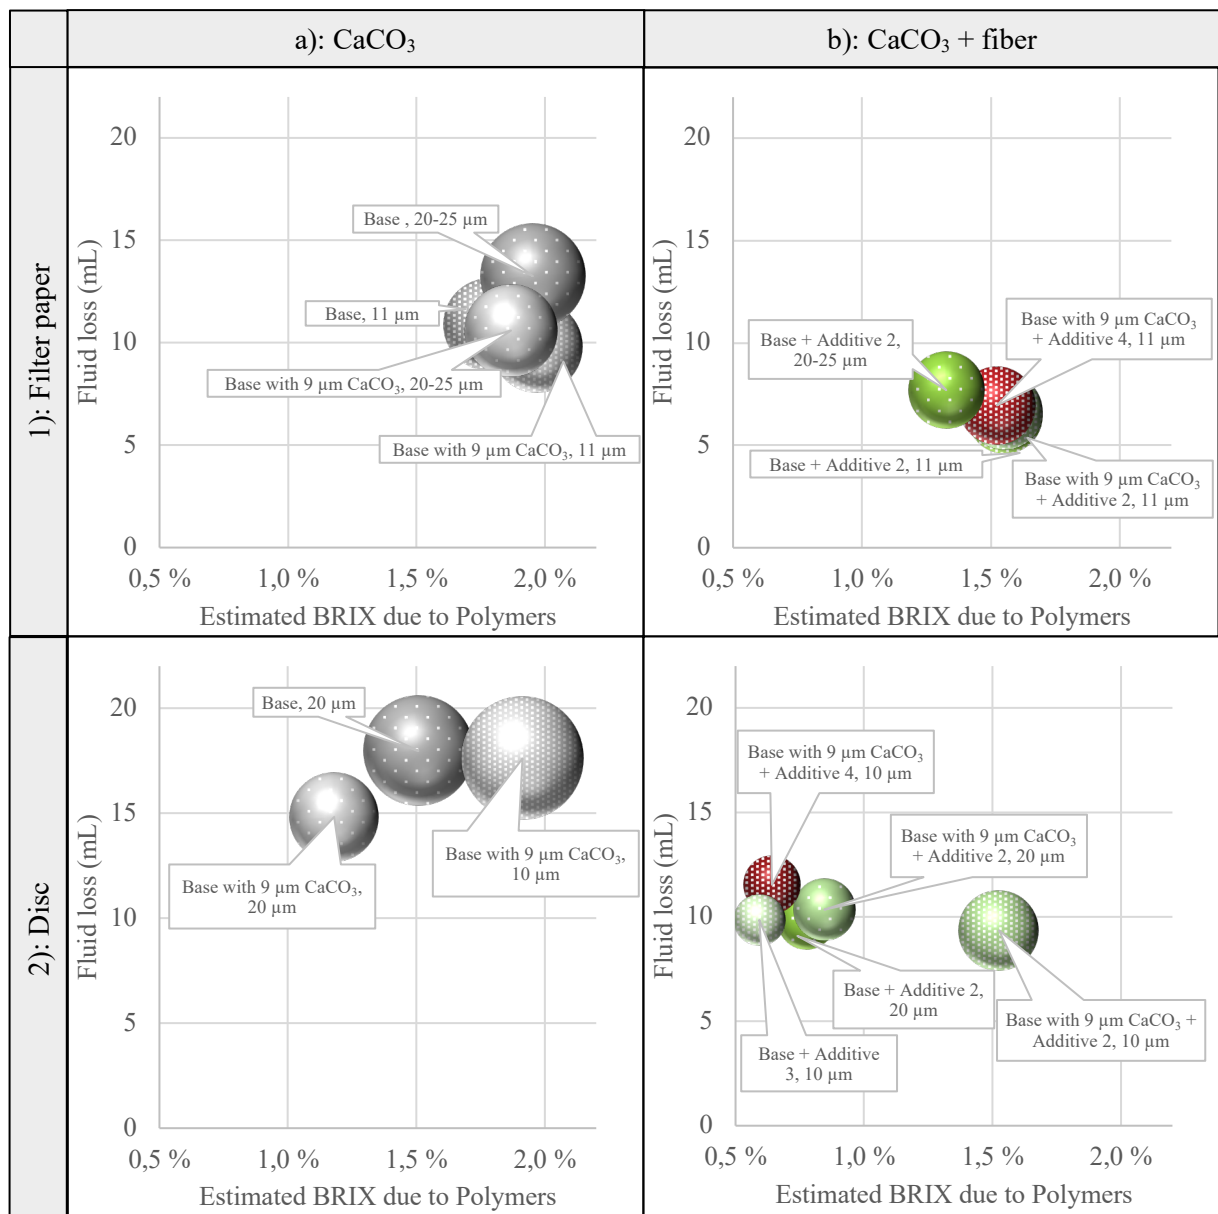 a): CaCO₃
b): CaCO₃ + fiber
1): Filter paper
Fluid loss (mL)
20
15
10
5
0
0,5 %
1,0 %
1,5 %
2,0 %
Estimated BRIX due to Polymers
Base , 20-25 µm
Base, 11 µm
Base with 9 µm CaCO₃, 20-25 µm
Base with 9 µm CaCO₃, 11 µm
Fluid loss (mL)
20
15
10
5
0
0,5 %
1,0 %
1,5 %
2,0 %
Estimated BRIX due to Polymers
Base + Additive 2,
20-25 µm
Base with 9 µm CaCO₃
+ Additive 4, 11 µm
Base + Additive 2, 11 µm
Base with 9 µm CaCO₃
+ Additive 2, 11 µm
2): Disc
Fluid loss (mL)
20
15
10
5
0
0,5 %
1,0 %
1,5 %
2,0 %
Estimated BRIX due to Polymers
Base, 20 µm
Base with 9 µm CaCO₃,
20 µm
Base with 9 µm CaCO₃,
10 µm
Fluid loss (mL)
20
15
10
5
0
0,5 %
1,0 %
1,5 %
2,0 %
Estimated BRIX due to Polymers
Base with 9 µm CaCO₃
+ Additive 4, 10 µm
Base with 9 µm CaCO₃
+ Additive 2, 20 µm
Base + Additive 2,
20 µm
Base with 9 µm CaCO₃ +
Additive 2, 10 µm
Base + Additive
3, 10 µm